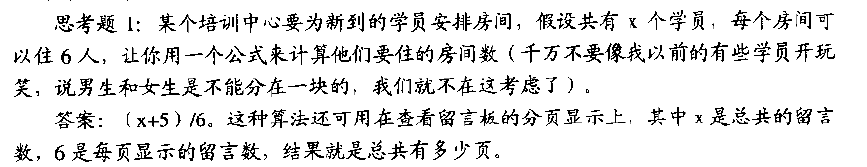 思考题 1：某个培训中心要为新到的学员安排房间，假设共有 x 个学员，每个房间可
以住 6 人，让你用一个公式来计算他们要住的房间数（千万不要像我以前的有些学员开玩
笑，说男生和女生是不能分在一块的，我们就不在这考虑了）。
答案：（x+5）/6。这种算法还可用在查看留言板的分页显示上，其中 x 是总共的留言
数，6 是每页显示的留言数，结果就是总共有多少页。